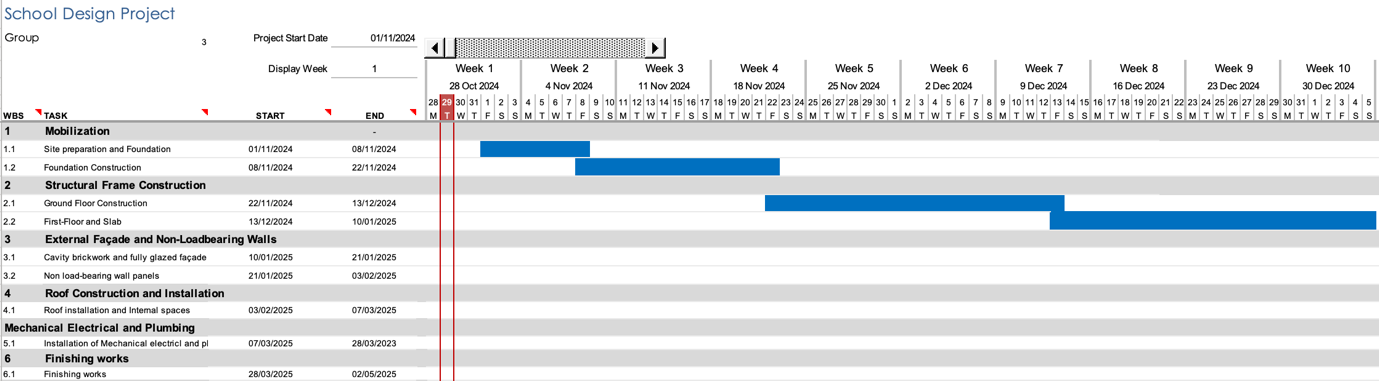 School Design Project
Group 3 Project Start Date 01/11/2024
Display Week 1 Week 1 Week 2 Week 3 Week 4 Week 5 Week 6 Week 7 Week 8 Week 9 Week 10
28 Oct 2024 4 Nov 2024 11 Nov 2024 18 Nov 2024 25 Nov 2024 2 Dec 2024 9 Dec 2024 16 Dec 2024 23 Dec 2024 30 Dec 2024
28 29 30 31 1 2 3 4 5 6 7 8 9 10 11 12 13 14 15 16 17 18 19 20 21 22 23 24 25 26 27 28 29 30 1 2 3 4 5 6 7 8 9 10 11 12 13 14 15 16 17 18 19 20 21 22 23 24 25 26 27 28 29 30 31 1 2 3 4 5
WBS TASK START END M T W T F S S M T W T F S S M T W T F S S M T W T F S S M T W T F S S M T W T F S S M T W T F S S M T W T F S S M T W T F S S M T W T F S S
1 Mobilization -
1.1 Site preparation and Foundation 01/11/2024 08/11/2024
1.2 Foundation Construction 08/11/2024 22/11/2024
2 Structural Frame Construction
2.1 Ground Floor Construction 22/11/2024 13/12/2024
2.2 First-Floor and Slab 13/12/2024 10/01/2025
3 External Façade and Non-Loadbearing Walls
3.1 Cavity brickwork and fully glazed façade 10/01/2025 21/01/2025
3.2 Non load-bearing wall panels 21/01/2025 03/02/2025
4 Roof Construction and Installation
4.1 Roof installation and Internal spaces 03/02/2025 07/03/2025
Mechanical Electrical and Plumbing
5.1 Installation of Mechanical electricl and pl 07/03/2025 28/03/2023
6 Finishing works
6.1 Finishing works 28/03/2025 02/05/2025